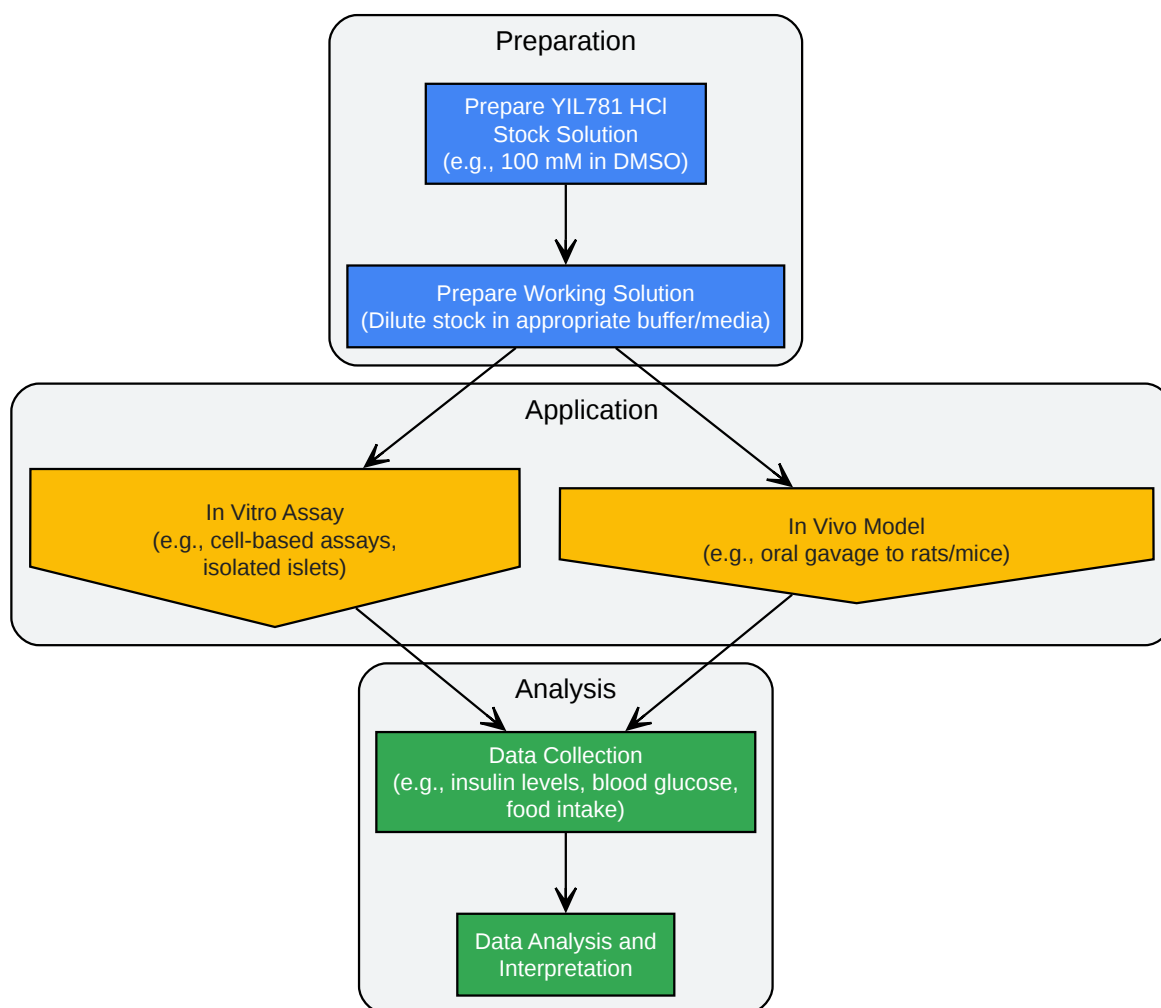 Preparation
Prepare YIL781 HCl
Stock Solution
(e.g., 100 mM in DMSO)
Prepare Working Solution
(Dilute stock in appropriate buffer/media)
Application
In Vitro Assay
(e.g., cell-based assays,
isolated islets)
In Vivo Model
(e.g., oral gavage to rats/mice)
Analysis
Data Collection
(e.g., insulin levels, blood glucose,
food intake)
Data Analysis and
Interpretation